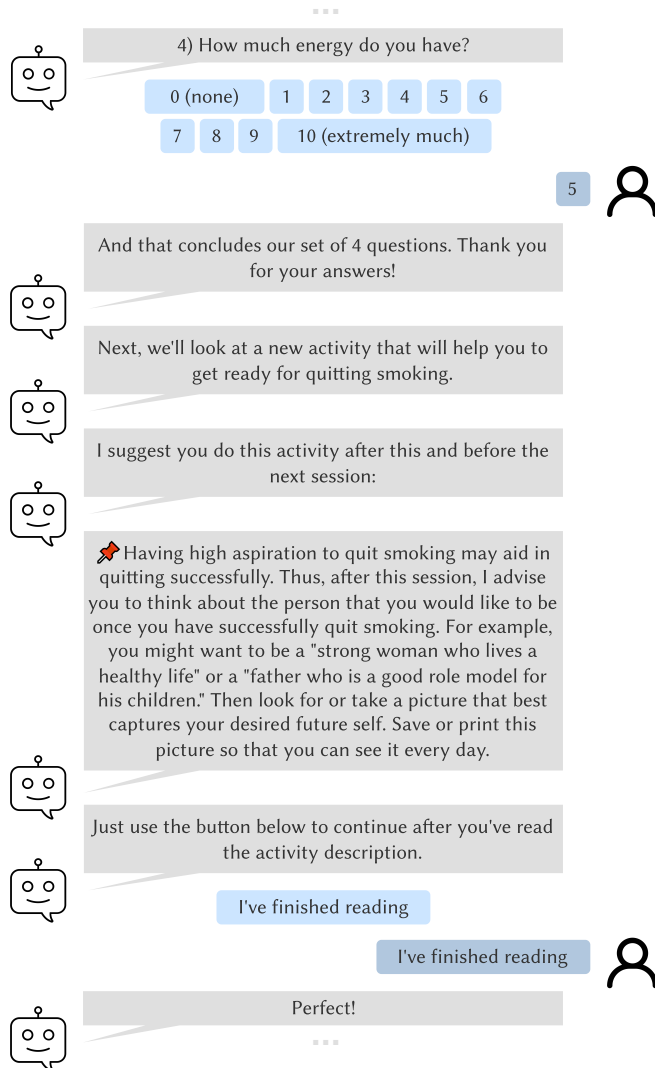 4) How much energy do you have?
0 (none) 1 2 3 4 5 6
7 8 9 10 (extremely much)
5
And that concludes our set of 4 questions. Thank you
for your answers!
Next, we'll look at a new activity that will help you to
get ready for quitting smoking.
I suggest you do this activity after this and before the
next session:
Having high aspiration to quit smoking may aid in
quitting successfully. Thus, after this session, I advise
you to think about the person that you would like to be
once you have successfully quit smoking. For example,
you might want to be a "strong woman who lives a
healthy life" or a "father who is a good role model for
his children." Then look for or take a picture that best
captures your desired future self. Save or print this
picture so that you can see it every day.
Just use the button below to continue after you've read
the activity description.
I've finished reading
I've finished reading
Perfect!